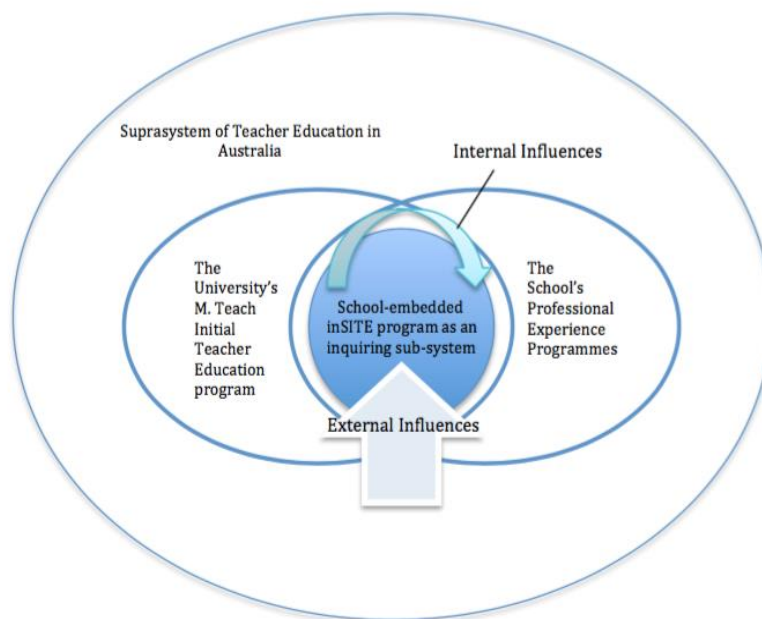 Suprasystem of Teacher Education in
Australia
Internal Influences
The
University's
M. Teach
Initial
Teacher
Education
program
School-embedded
inSITE program as an
inquiring sub-system
The
School's
Professional
Experience
Programmes
External Influences